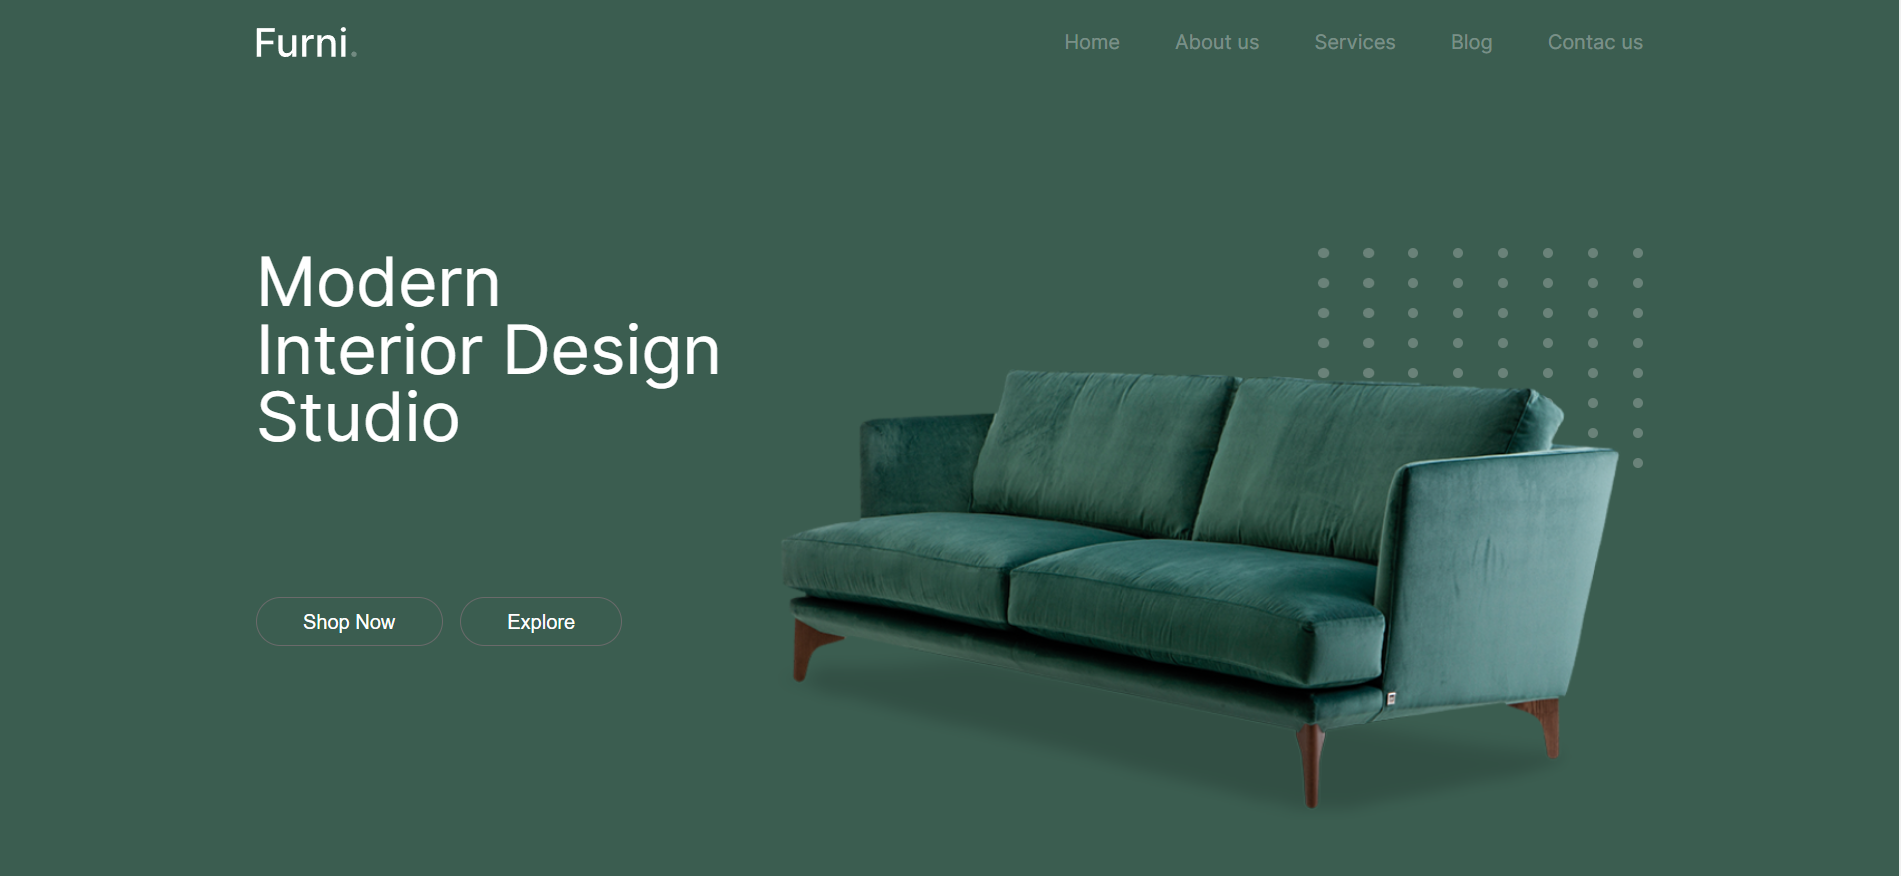 Furni.
Home About us Services Blog Contac us
Modern
Interior Design
Studio
Shop Now Explore